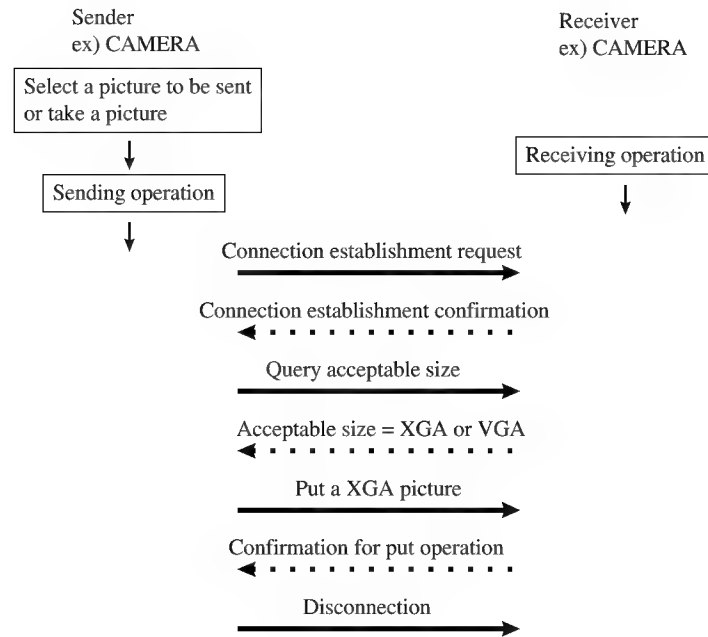 Sender
ex) CAMERA
Receiver
ex) CAMERA
Select a picture to be sent
or take a picture
Receiving operation
Sending operation
Connection establishment request
Connection establishment confirmation
Query acceptable size
Acceptable size = XGA or VGA
Put a XGA picture
Confirmation for put operation
Disconnection